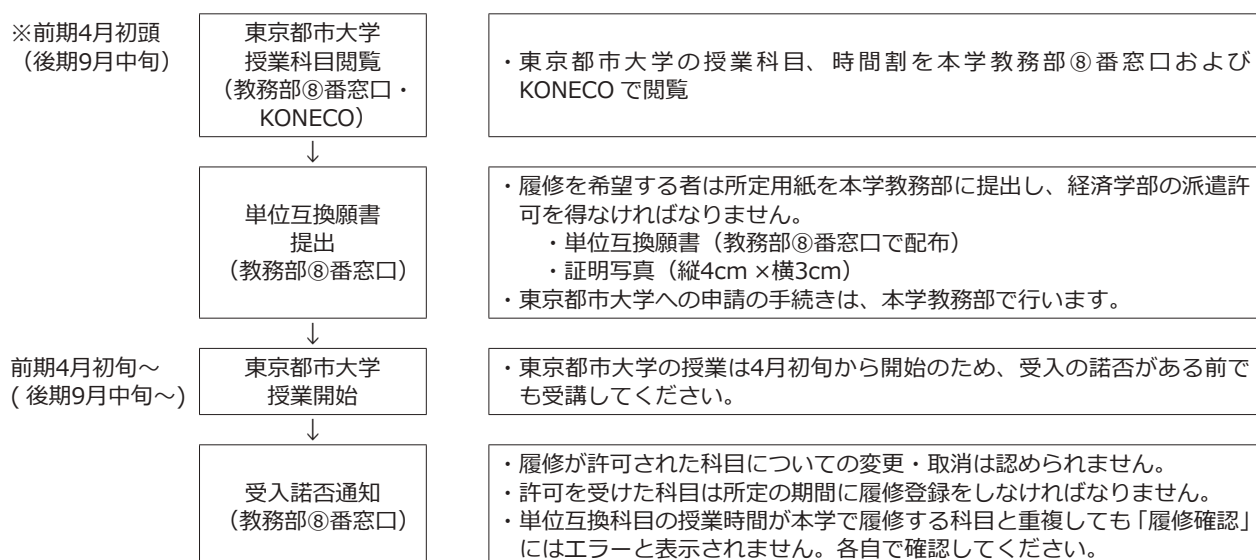 ※前期4月初頭
（後期9月中旬）
東京都市大学
授業科目閲覧
（教務部⑧番窓口・
KONECO）
・東京都市大学の授業科目、時間割を本学教務部⑧番窓口および
KONECO で閲覧
↓
単位互換願書
提出
（教務部⑧番窓口）
・履修を希望する者は所定用紙を本学教務部に提出し、経済学部の派遣許
可を得なければなりません。
・単位互換願書（教務部⑧番窓口で配布）
・証明写真（縦4cm ×横3cm）
・東京都市大学への申請の手続きは、本学教務部で行います。
↓
前期4月初旬～
( 後期9月中旬～)
東京都市大学
授業開始
・東京都市大学の授業は4月初旬から開始のため、受入の諾否がある前で
も受講してください。
↓
受入諾否通知
（教務部⑧番窓口）
・履修が許可された科目についての変更・取消は認められません。
・許可を受けた科目は所定の期間に履修登録をしなければなりません。
・単位互換科目の授業時間が本学で履修する科目と重複しても「履修確認」
にはエラーと表示されません。各自で確認してください。